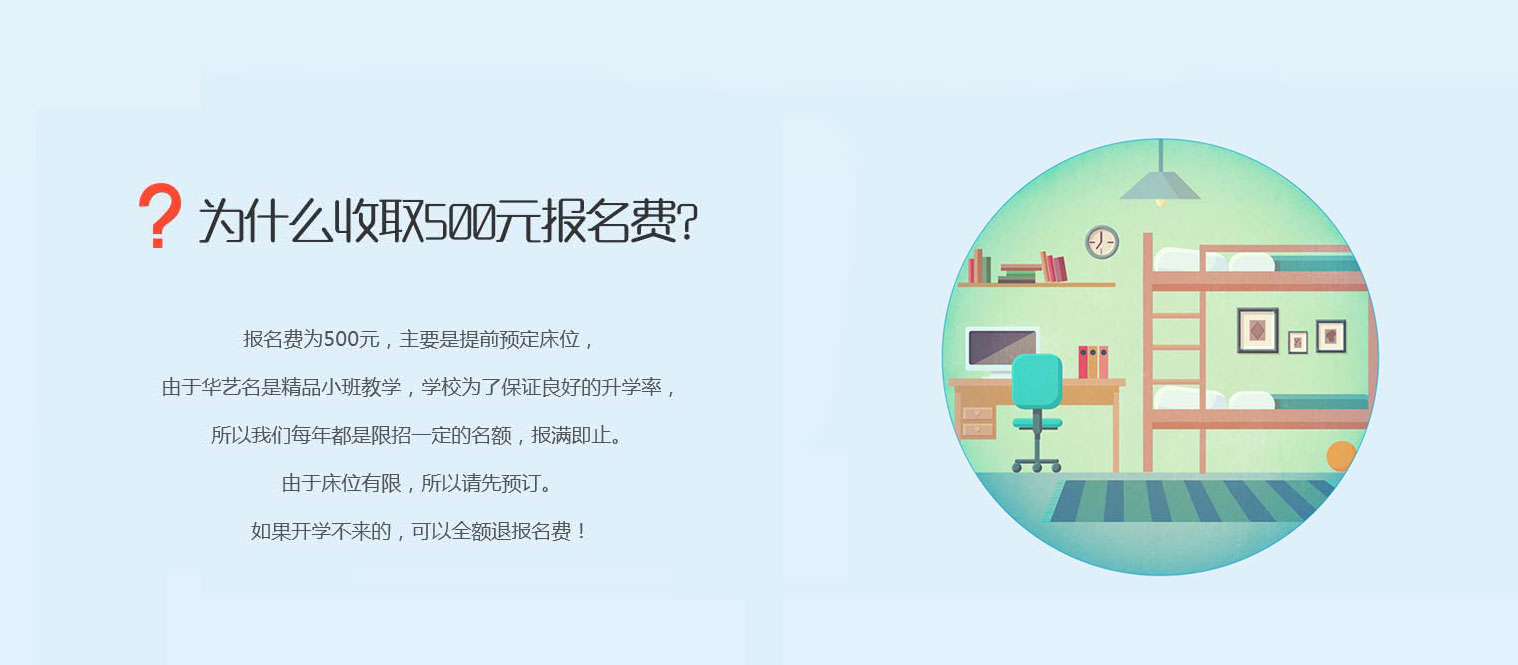 ?为什么收取500元报名费?
报名费为500元，主要是提前预定床位，
由于华艺名是精品小班教学，学校为了保证良好的升学率，
所以我们每年都是限招一定的名额，报满即止。
由于床位有限，所以请先预订。
如果开学不来的，可以全额退报名费！